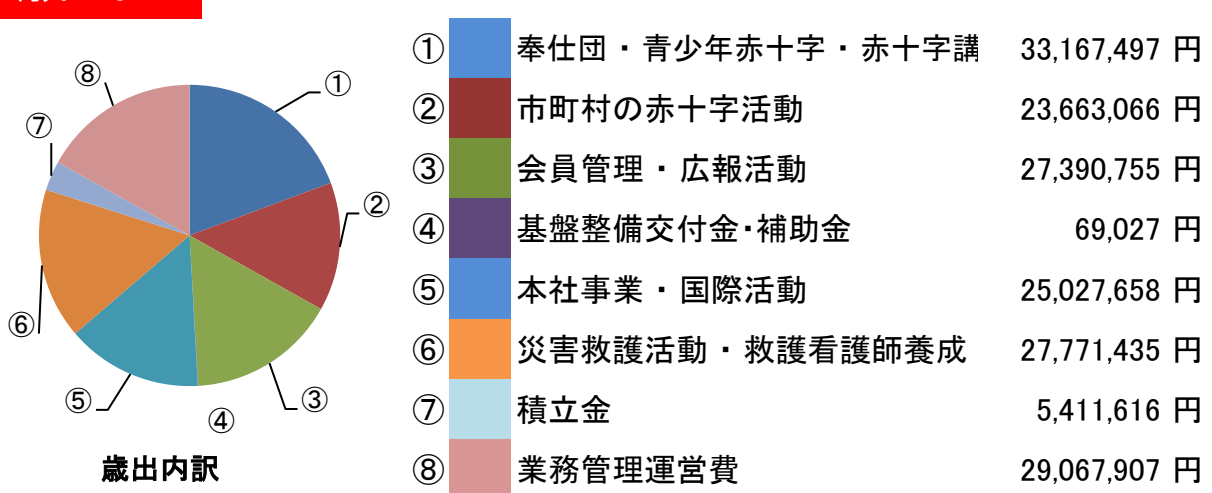 ① 奉仕団・青少年赤十字・赤十字講 33,167,497 円
② 市町村の赤十字活動 23,663,066 円
③ 会員管理・広報活動 27,390,755 円
④ 基盤整備交付金・補助金 69,027 円
⑤ 本社事業・国際活動 25,027,658 円
⑥ 災害救護活動・救護看護師養成 27,771,435 円
⑦ 積立金 5,411,616 円
⑧ 業務管理運営費 29,067,907 円
①
②
③
④
⑤
⑥
⑦
⑧
歳出内訳